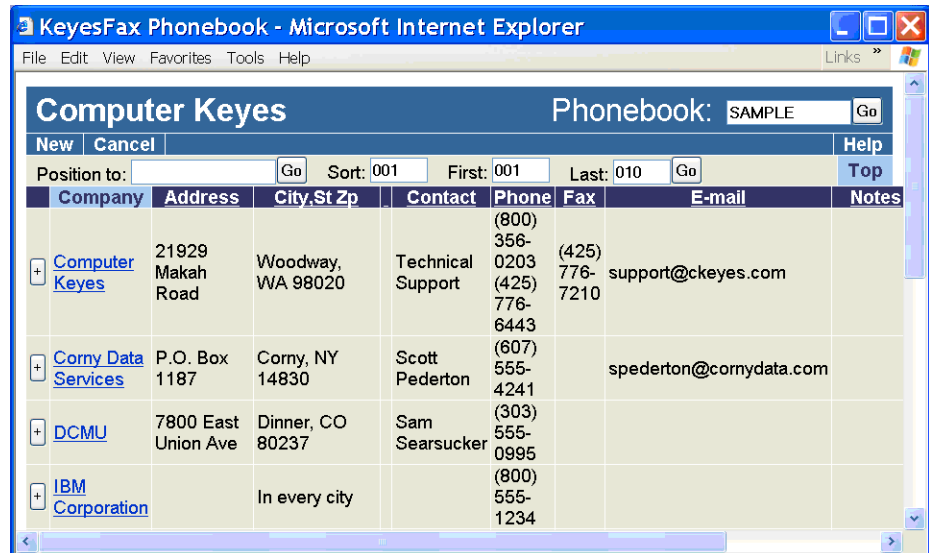 KeyesFax Phonebook - Microsoft Internet Explorer
File Edit View Favorites Tools Help Links »
Computer Keyes Phonebook: SAMPLE Go
New Cancel Help
Position to: Go Sort: 001 First: 001 Last: 010 Go Top
Company Address City,St Zp Contact Phone Fax E-mail Notes
+ Computer Keyes 21929 Makah Road Woodway, WA 98020 Technical Support (800) 356-0203 (425) 776-6443 (425) 776-7210 support@ckeyes.com
+ Corny Data Services P.O. Box 1187 Corny, NY 14830 Scott Pederton (607) 555-4241 spederton@cornydata.com
+ DCMU 7800 East Union Ave Dinner, CO 80237 Sam Searsucker (303) 555-0995
+ IBM Corporation In every city (800) 555-1234